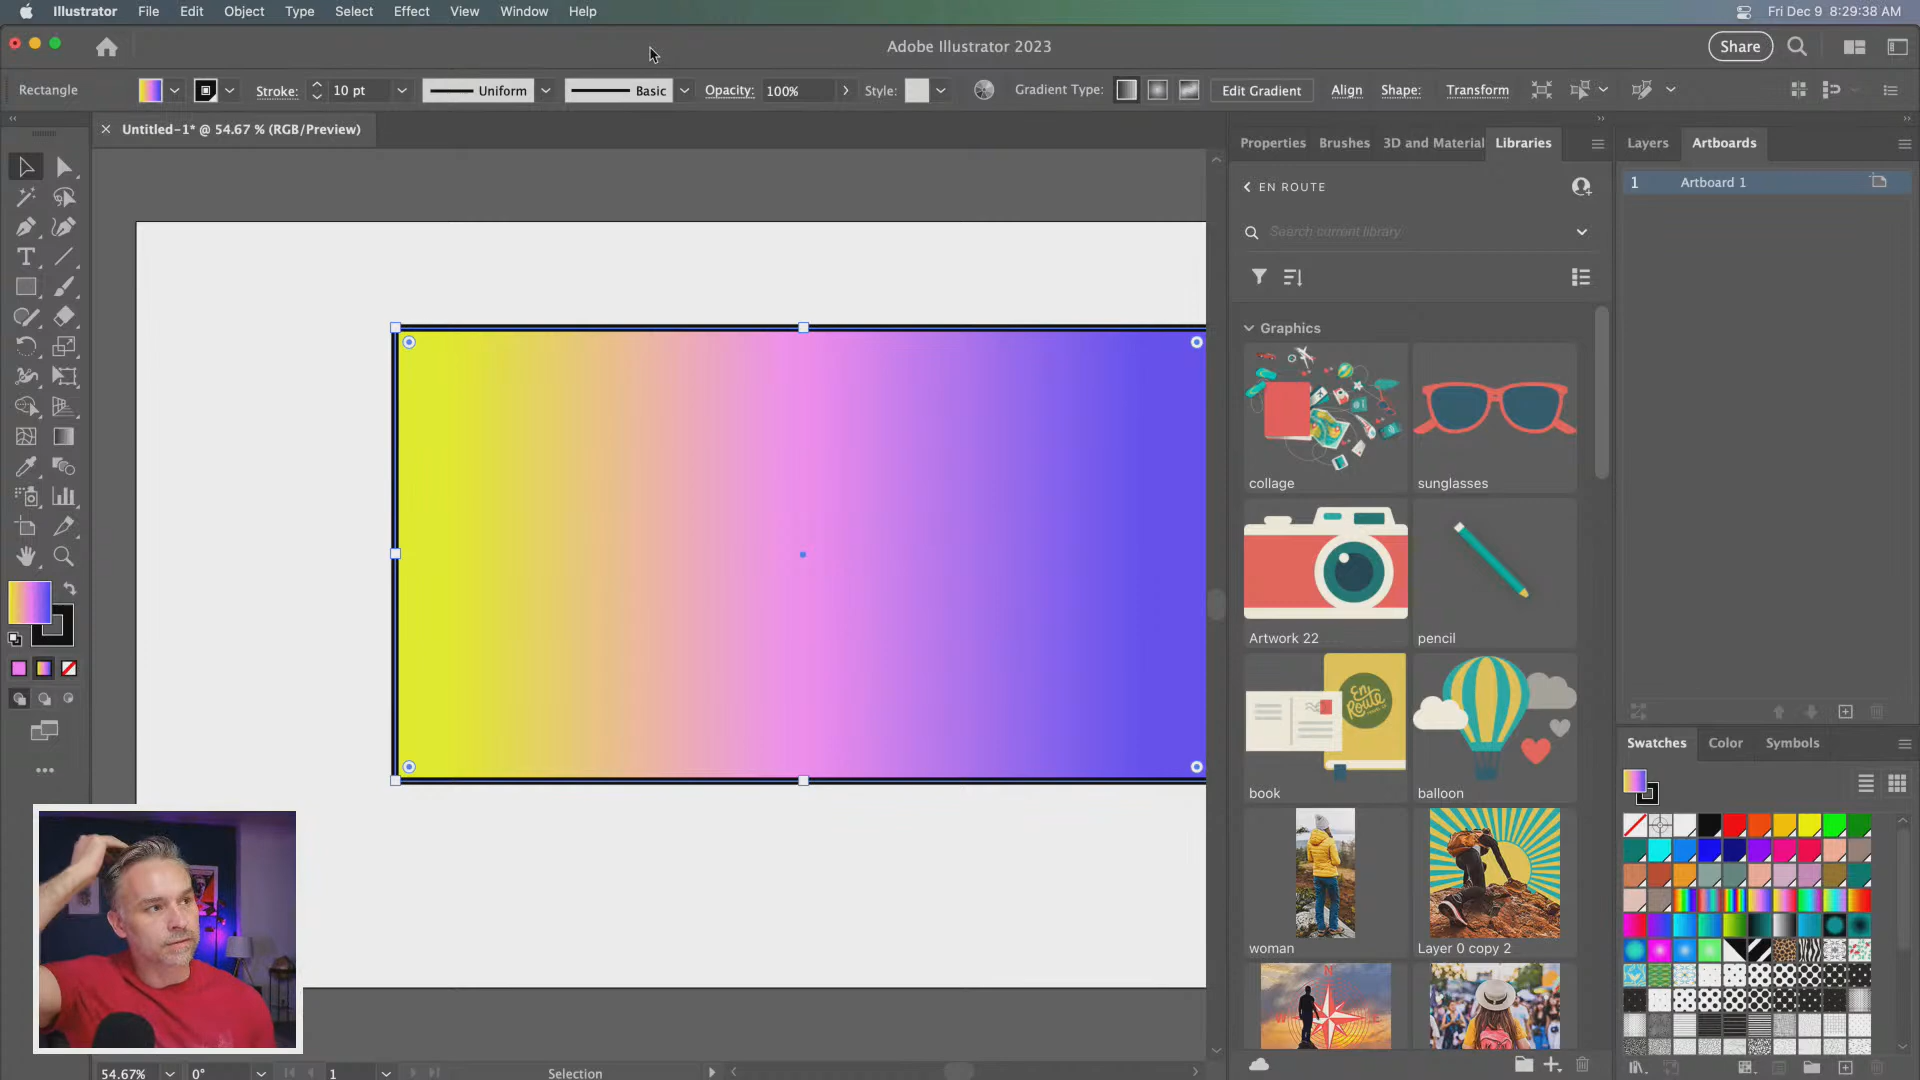 Illustrator File Edit Object Type Select Effect View Window Help
Fri Dec 9 8:29:38 AM
Adobe Illustrator 2023
Share
Rectangle
Stroke: 10 pt
Uniform
Basic
Opacity: 100%
Style:
Gradient Type:
Edit Gradient
Align
Shape:
Transform
Untitled-1* @ 54.67 % (RGB/Preview)
Properties Brushes 3D and Material Libraries
Layers Artboards
EN ROUTE
1 Artboard 1
Search current library
Graphics
collage
sunglasses
Artwork 22
pencil
En
Route
book
balloon
Swatches Color Symbols
woman
Layer 0 copy 2
N
54.67% 0° 1 Selection